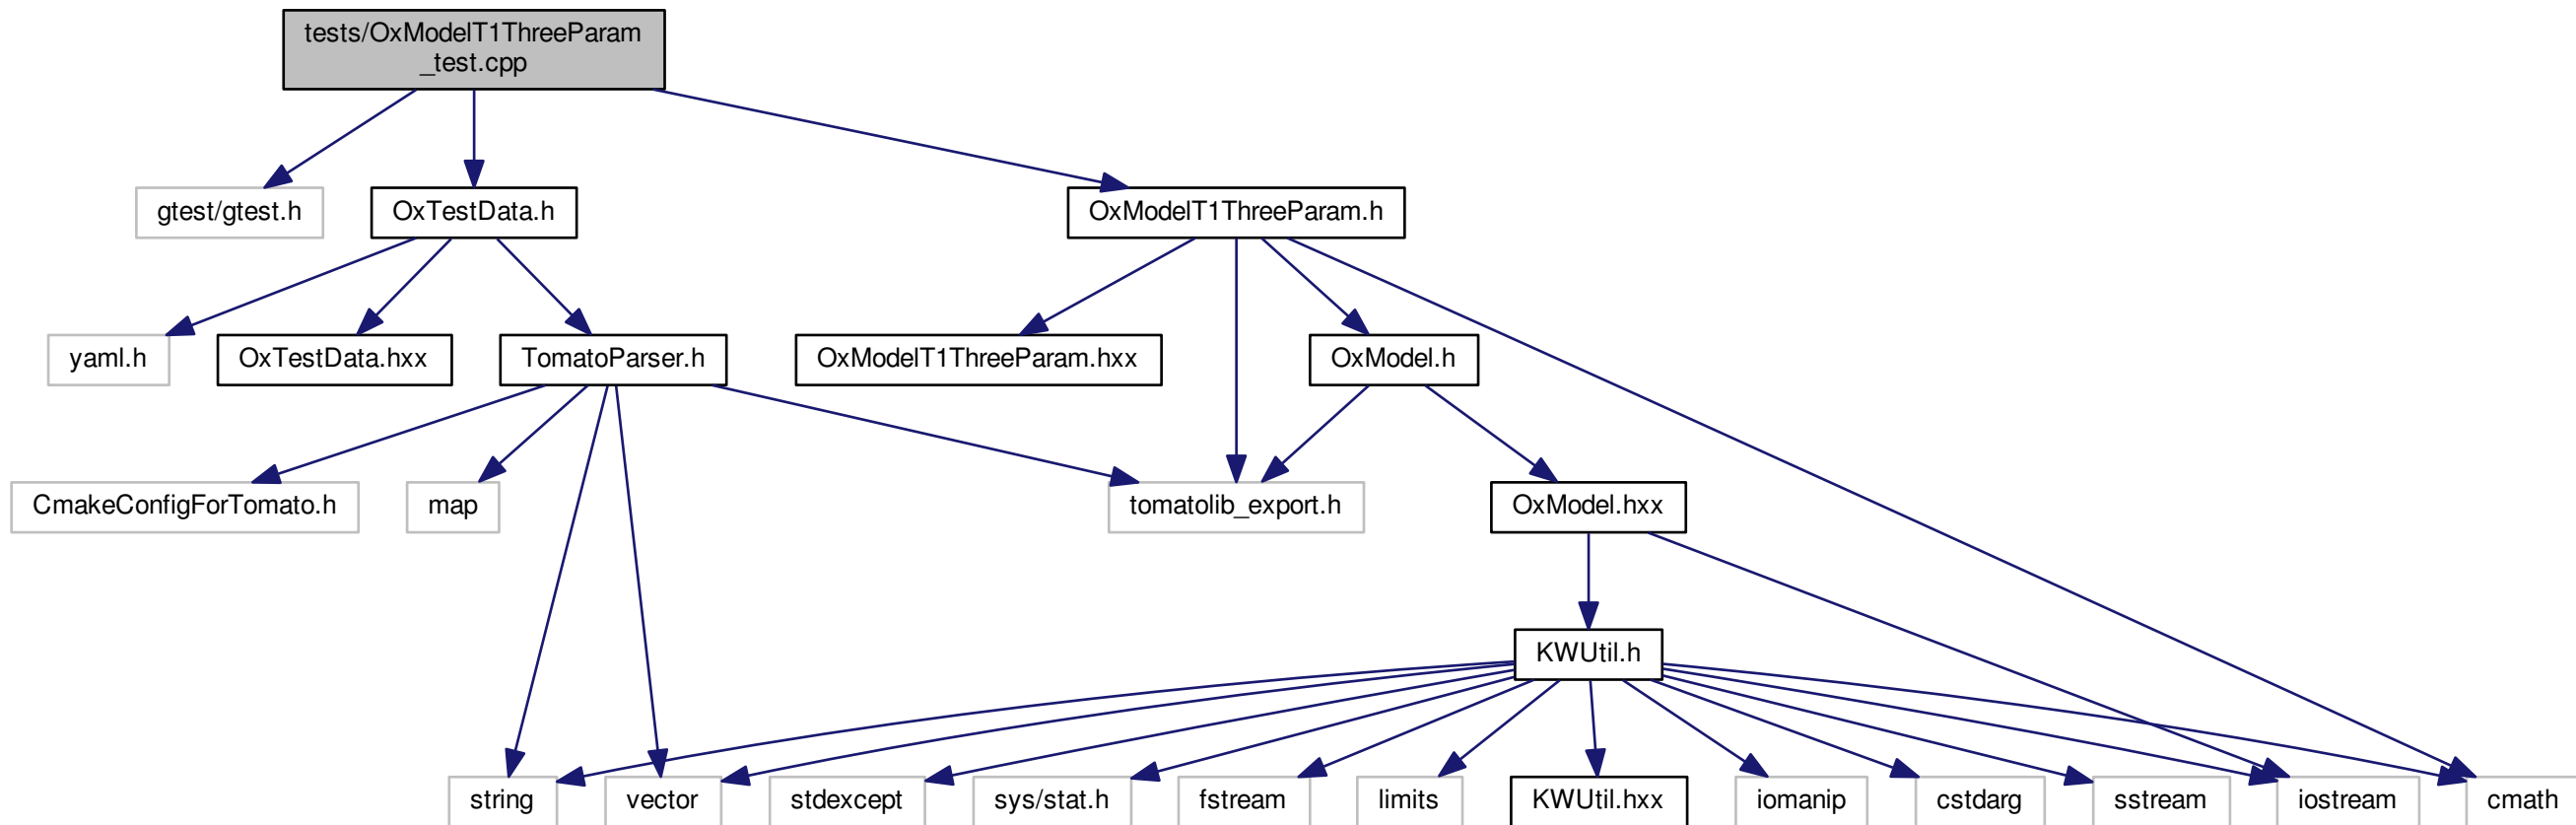 tests/OxModelT1ThreeParam
_test.cpp
gtest/gtest.h
OxTestData.h
OxModelT1ThreeParam.h
yaml.h
OxTestData.hxx
TomatoParser.h
OxModelT1ThreeParam.hxx
OxModel.h
CmakeConfigForTomato.h
map
tomatolib_export.h
OxModel.hxx
KWUtil.h
string
vector
stdexcept
sys/stat.h
fstream
limits
KWUtil.hxx
iomanip
cstdarg
sstream
iostream
cmath